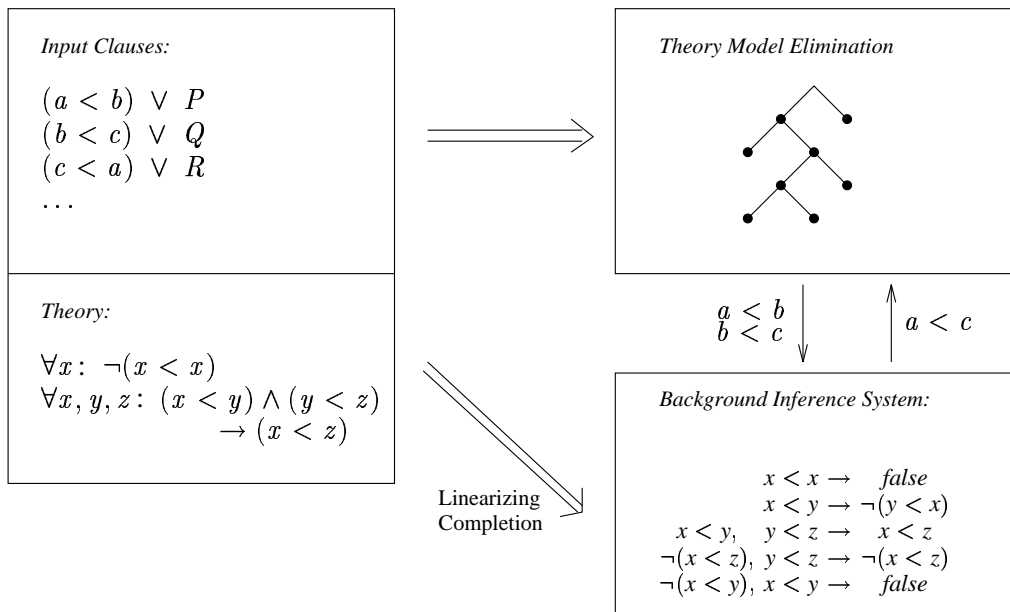 Input Clauses:
(a < b) ∨ P
(b < c) ∨ Q
(c < a) ∨ R
...
Theory:
∀x: ¬(x < x)
∀x, y, z: (x < y) ∧ (y < z)
→ (x < z)
Linearizing
Completion
Theory Model Elimination
a < b
b < c
a < c
Background Inference System:
x < x → false
x < y → ¬(y < x)
x < y, y < z → x < z
¬(x < z), y < z → ¬(x < z)
¬(x < y), x < y → false